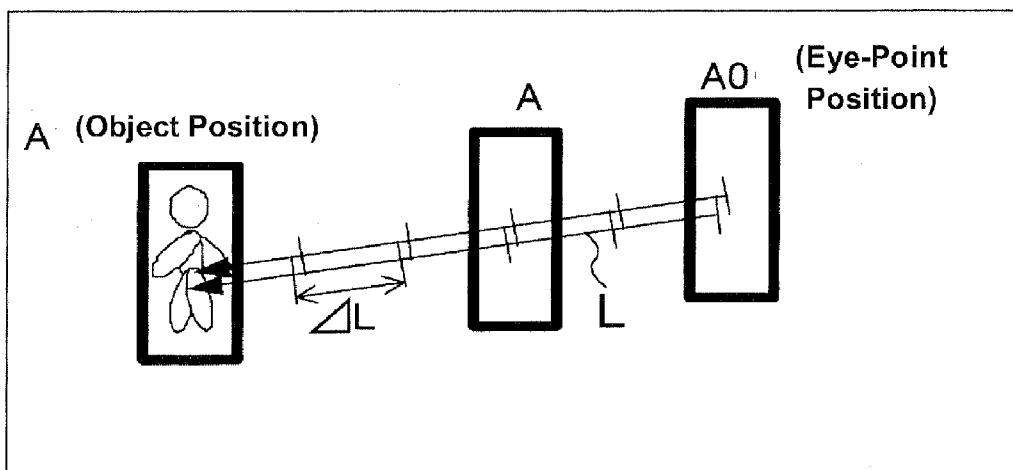 A (Object Position)
A
A0
(Eye-Point
Position)
⊿L
L